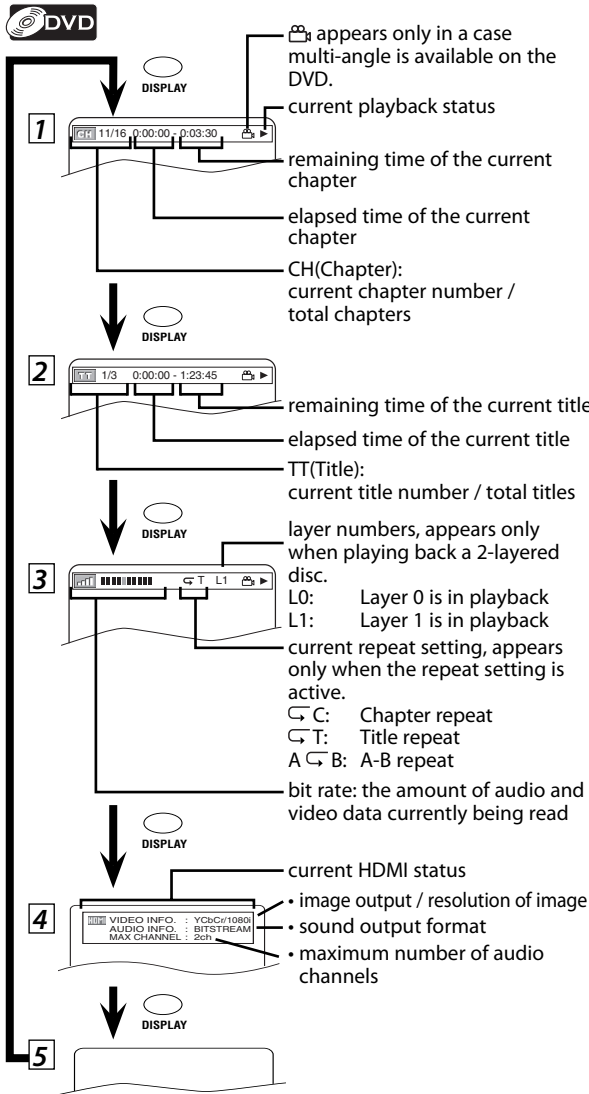 DVD
DISPLAY
appears only in a case
multi-angle is available on the
DVD.
current playback status
1
CH 11/16 0:00:00 - 0:03:30
remaining time of the current
chapter
elapsed time of the current
chapter
CH(Chapter):
current chapter number /
total chapters
DISPLAY
2
TT 1/3 0:00:00 - 1:23:45
remaining time of the current title
elapsed time of the current title
TT(Title):
current title number / total titles
DISPLAY
layer numbers, appears only
when playing back a 2-layered
disc.
L0: Layer 0 is in playback
L1: Layer 1 is in playback
3
T L1
current repeat setting, appears
only when the repeat setting is
active.
C: Chapter repeat
T: Title repeat
A B: A-B repeat
bit rate: the amount of audio and
video data currently being read
DISPLAY
current HDMI status
4
HDMI VIDEO INFO. : YCbCr/1080i
AUDIO INFO. : BITSTREAM
MAX CHANNEL : 2ch
• image output / resolution of image
• sound output format
• maximum number of audio
channels
DISPLAY
5